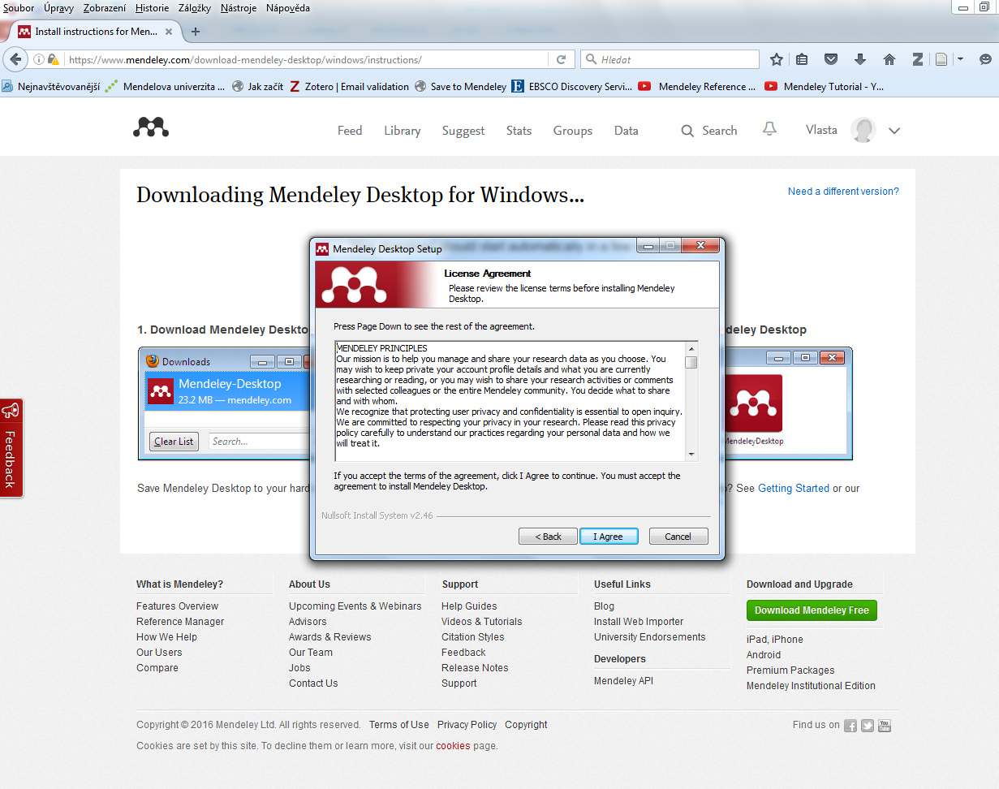 Soubor Úpravy Zobrazení Historie Záložky Nástroje Nápověda
Install instructions for Men...
https://www.mendeley.com/download-mendeley-desktop/windows/instructions/
Hledat
Nejnavštěvovanější Mendelova univerzita ... Jak začít Zotero | Email validation Save to Mendeley EBSCO Discovery Servi... Mendeley Reference ... Mendeley Tutorial - Y...
Feed Library Suggest Stats Groups Data Search Vlasta
Downloading Mendeley Desktop for Windows...
Need a different version?
Mendeley Desktop Setup
should start automatically in a few
License Agreement
Please review the license terms before installing Mendeley
Desktop.
Press Page Down to see the rest of the agreement.
MENDELEY PRINCIPLES
Our mission is to help you manage and share your research data as you choose. You
may wish to keep private your account profile details and what you are currently
researching or reading, or you may wish to share your research activities or comments
with selected colleagues or the entire Mendeley community. You decide what to share
and with whom.
We recognize that protecting user privacy and confidentiality is essential to open inquiry.
We are committed to respecting your privacy in your research. Please read this privacy
policy carefully to understand our practices regarding your personal data and how we
will treat it.
If you accept the terms of the agreement, click I Agree to continue. You must accept the
agreement to install Mendeley Desktop.
Nullsoft Install System v2.46
< Back I Agree Cancel
1. Download Mendeley Deskto
Downloads
Mendeley-Desktop
23.2 MB — mendeley.com
Clear List Search...
Save Mendeley Desktop to your hard
deley Desktop
MendeleyDesktop
? See Getting Started or our
Feedback
What is Mendeley?
Features Overview
Reference Manager
How We Help
Our Users
Compare
About Us
Upcoming Events & Webinars
Advisors
Awards & Reviews
Our Team
Jobs
Contact Us
Support
Help Guides
Videos & Tutorials
Citation Styles
Feedback
Release Notes
Support
Useful Links
Blog
Install Web Importer
University Endorsements
Developers
Mendeley API
Download and Upgrade
Download Mendeley Free
iPad, iPhone
Android
Premium Packages
Mendeley Institutional Edition
Copyright © 2016 Mendeley Ltd. All rights reserved. Terms of Use Privacy Policy Copyright
Find us on
Cookies are set by this site. To decline them or learn more, visit our cookies page.